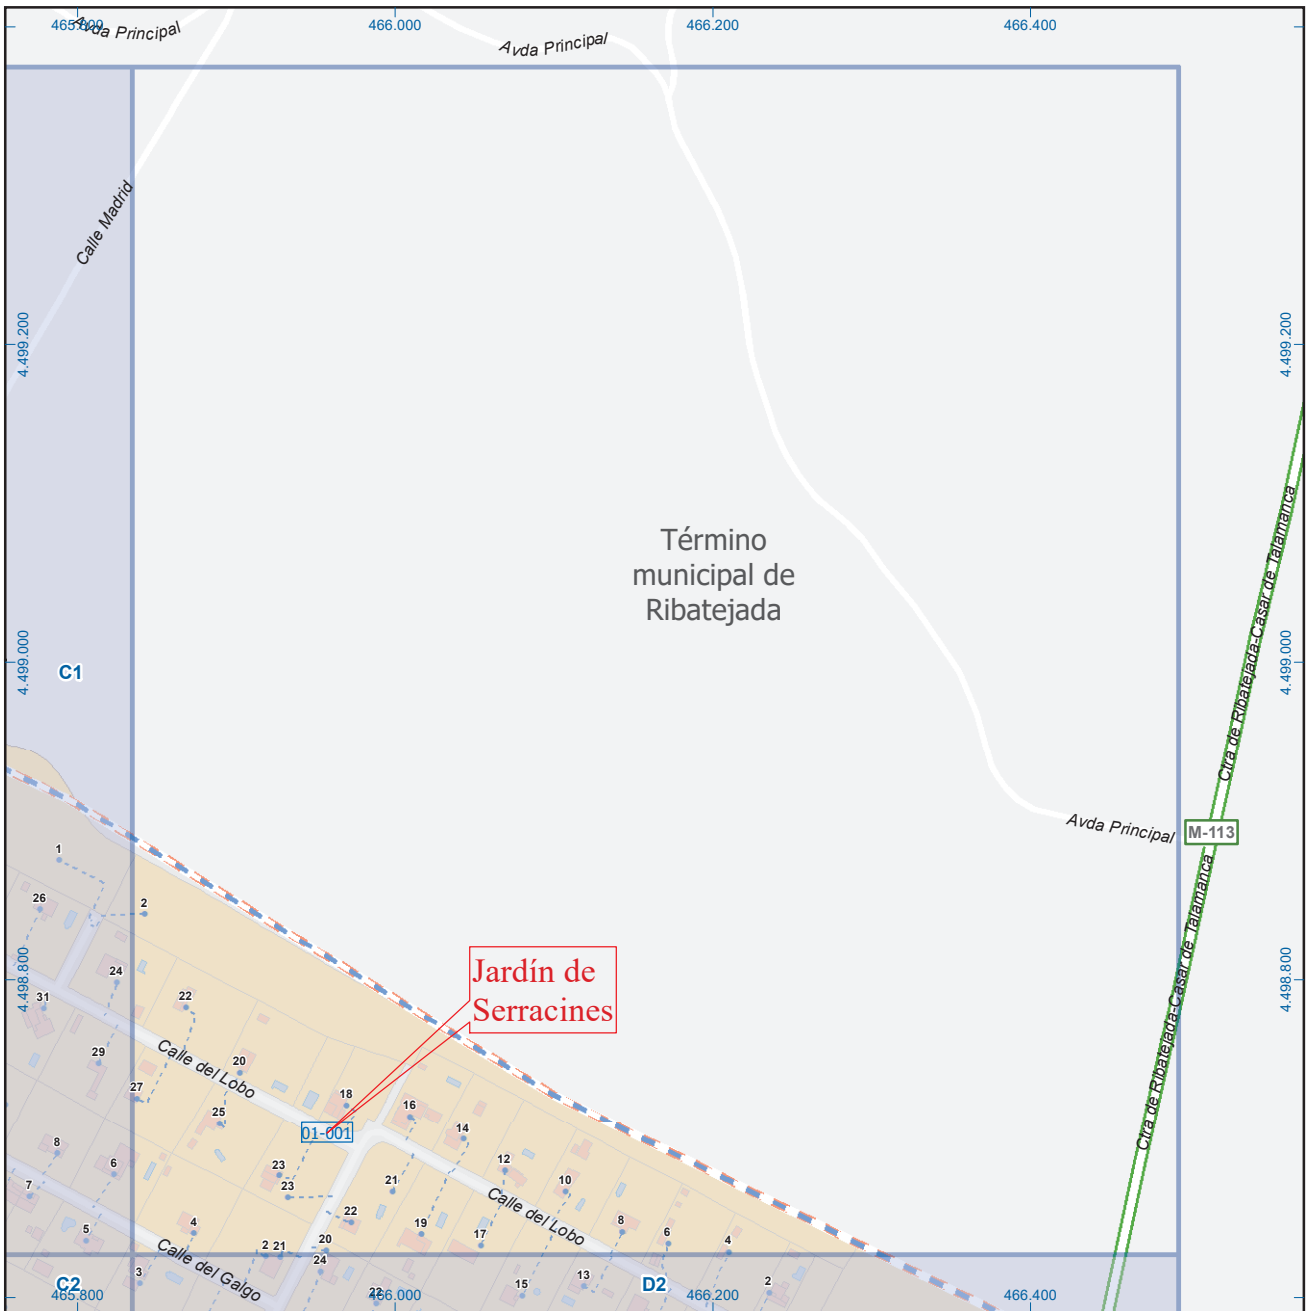 465.800
466.000
466.200
466.400
Avda Principal
Avda Principal
Calle Madrid
4.499.200
4.499.200
Término
municipal de
Ribatejada
Ctra de Ribatejada-Casar de Talamanca
4.499.000
4.499.000
C1
Avda Principal
M-113
Ctra de Ribatejada-Casar de Talamanca
1
26
2
24
4.498.800
4.498.800
31
22
Jardín de
Serracines
29
Calle del Lobo
20
27
18
25
16
01-001
14
8
6
23
12
10
7
23
21
Calle del Lobo
22
5
4
19
17
8
6
4
2
21
20
24
Calle del Galgo
3
C2
22
15
13
D2
2
465.800
466.000
466.200
466.400